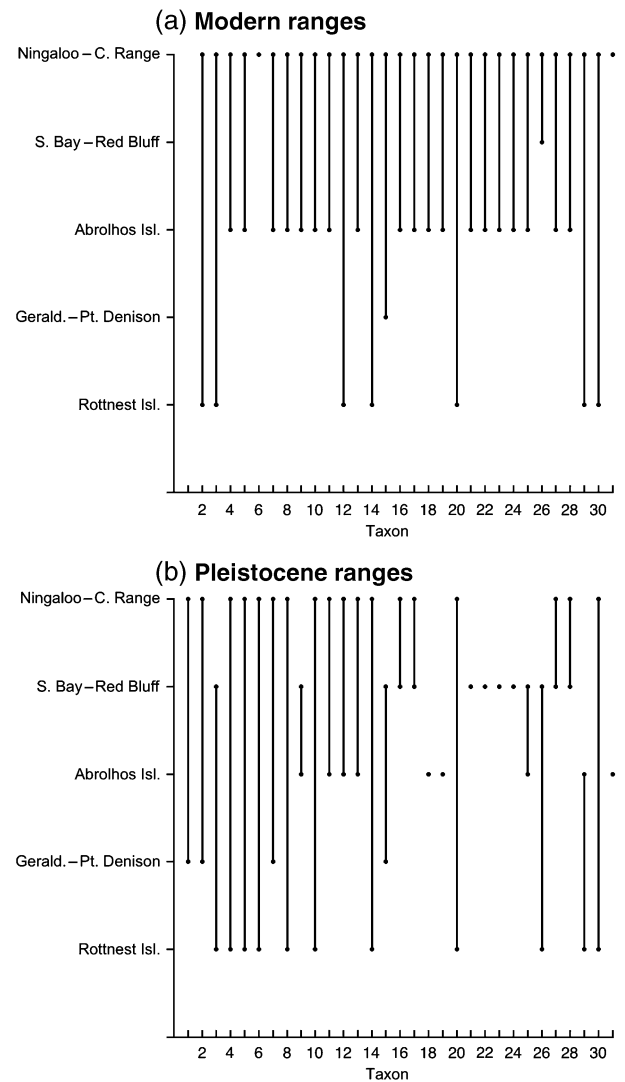 (a) Modern ranges
Ningaloo – C. Range
S. Bay – Red Bluff
Abrolhos Isl.
Gerald. – Pt. Denison
Rottnest Isl.
2 4 6 8 10 12 14 16 18 20 22 24 26 28 30
Taxon
(b) Pleistocene ranges
Ningaloo – C. Range
S. Bay – Red Bluff
Abrolhos Isl.
Gerald. – Pt. Denison
Rottnest Isl.
2 4 6 8 10 12 14 16 18 20 22 24 26 28 30
Taxon